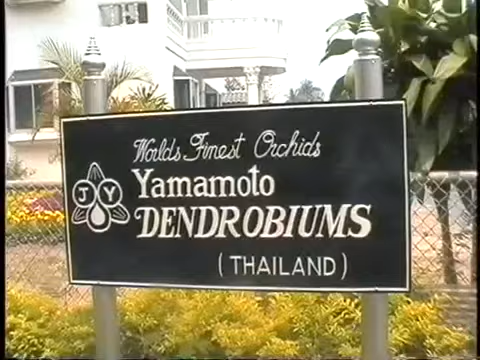 Worlds Finest Orchids
J Y
Yamamoto
DENDROBIUMS
(THAILAND)